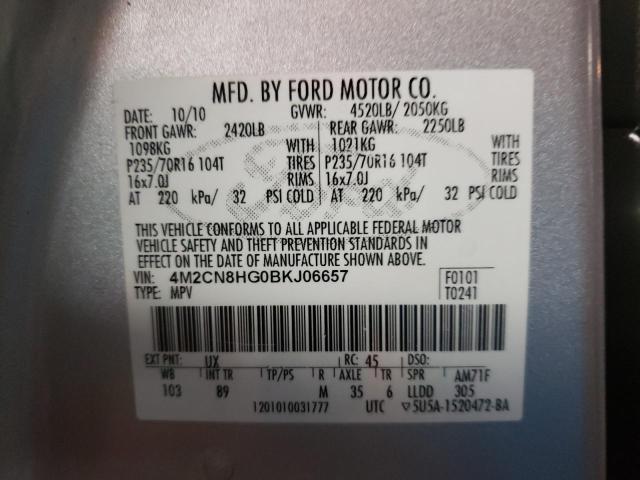 MFD. BY FORD MOTOR CO.
DATE: 10/10 GVWR: 4520LB/ 2050KG
FRONT GAWR: 2420LB REAR GAWR: 2250LB
1098KG WITH 1021KG WITH
P235/70R16 104T TIRES P235/70R16 104T TIRES
16x7.0J RIMS 16x7.0J RIMS
AT 220 kPa/ 32 PSI COLD AT 220 kPa/ 32 PSI COLD
THIS VEHICLE CONFORMS TO ALL APPLICABLE FEDERAL MOTOR
VEHICLE SAFETY AND THEFT PREVENTION STANDARDS IN
EFFECT ON THE DATE OF MANUFACTURE SHOWN ABOVE.
VIN: 4M2CN8HG0BKJ06657 F0101
TYPE: MPV T0241
EXT PNT: UX RC: 45 DSO:
WB INT TR TP/PS R AXLE TR SPR AM71F
103 89 M 35 6 LLDD 305
1201010031777 UTC ▽5U5A-1520472-BA